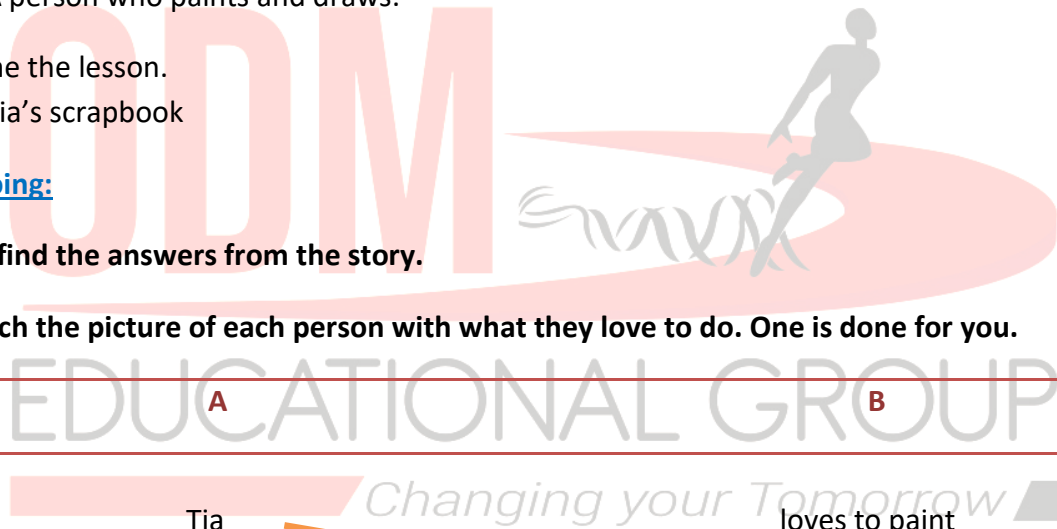 person who paints and draws.
the lesson.
ia's scrapbook
ping:
find the answers from the story.
ch the picture of each person with what they love to do. One is done for you.
A B
Tia loves to paint
ODM
EDUCATIONAL GROUP
Changing your Tomorrow